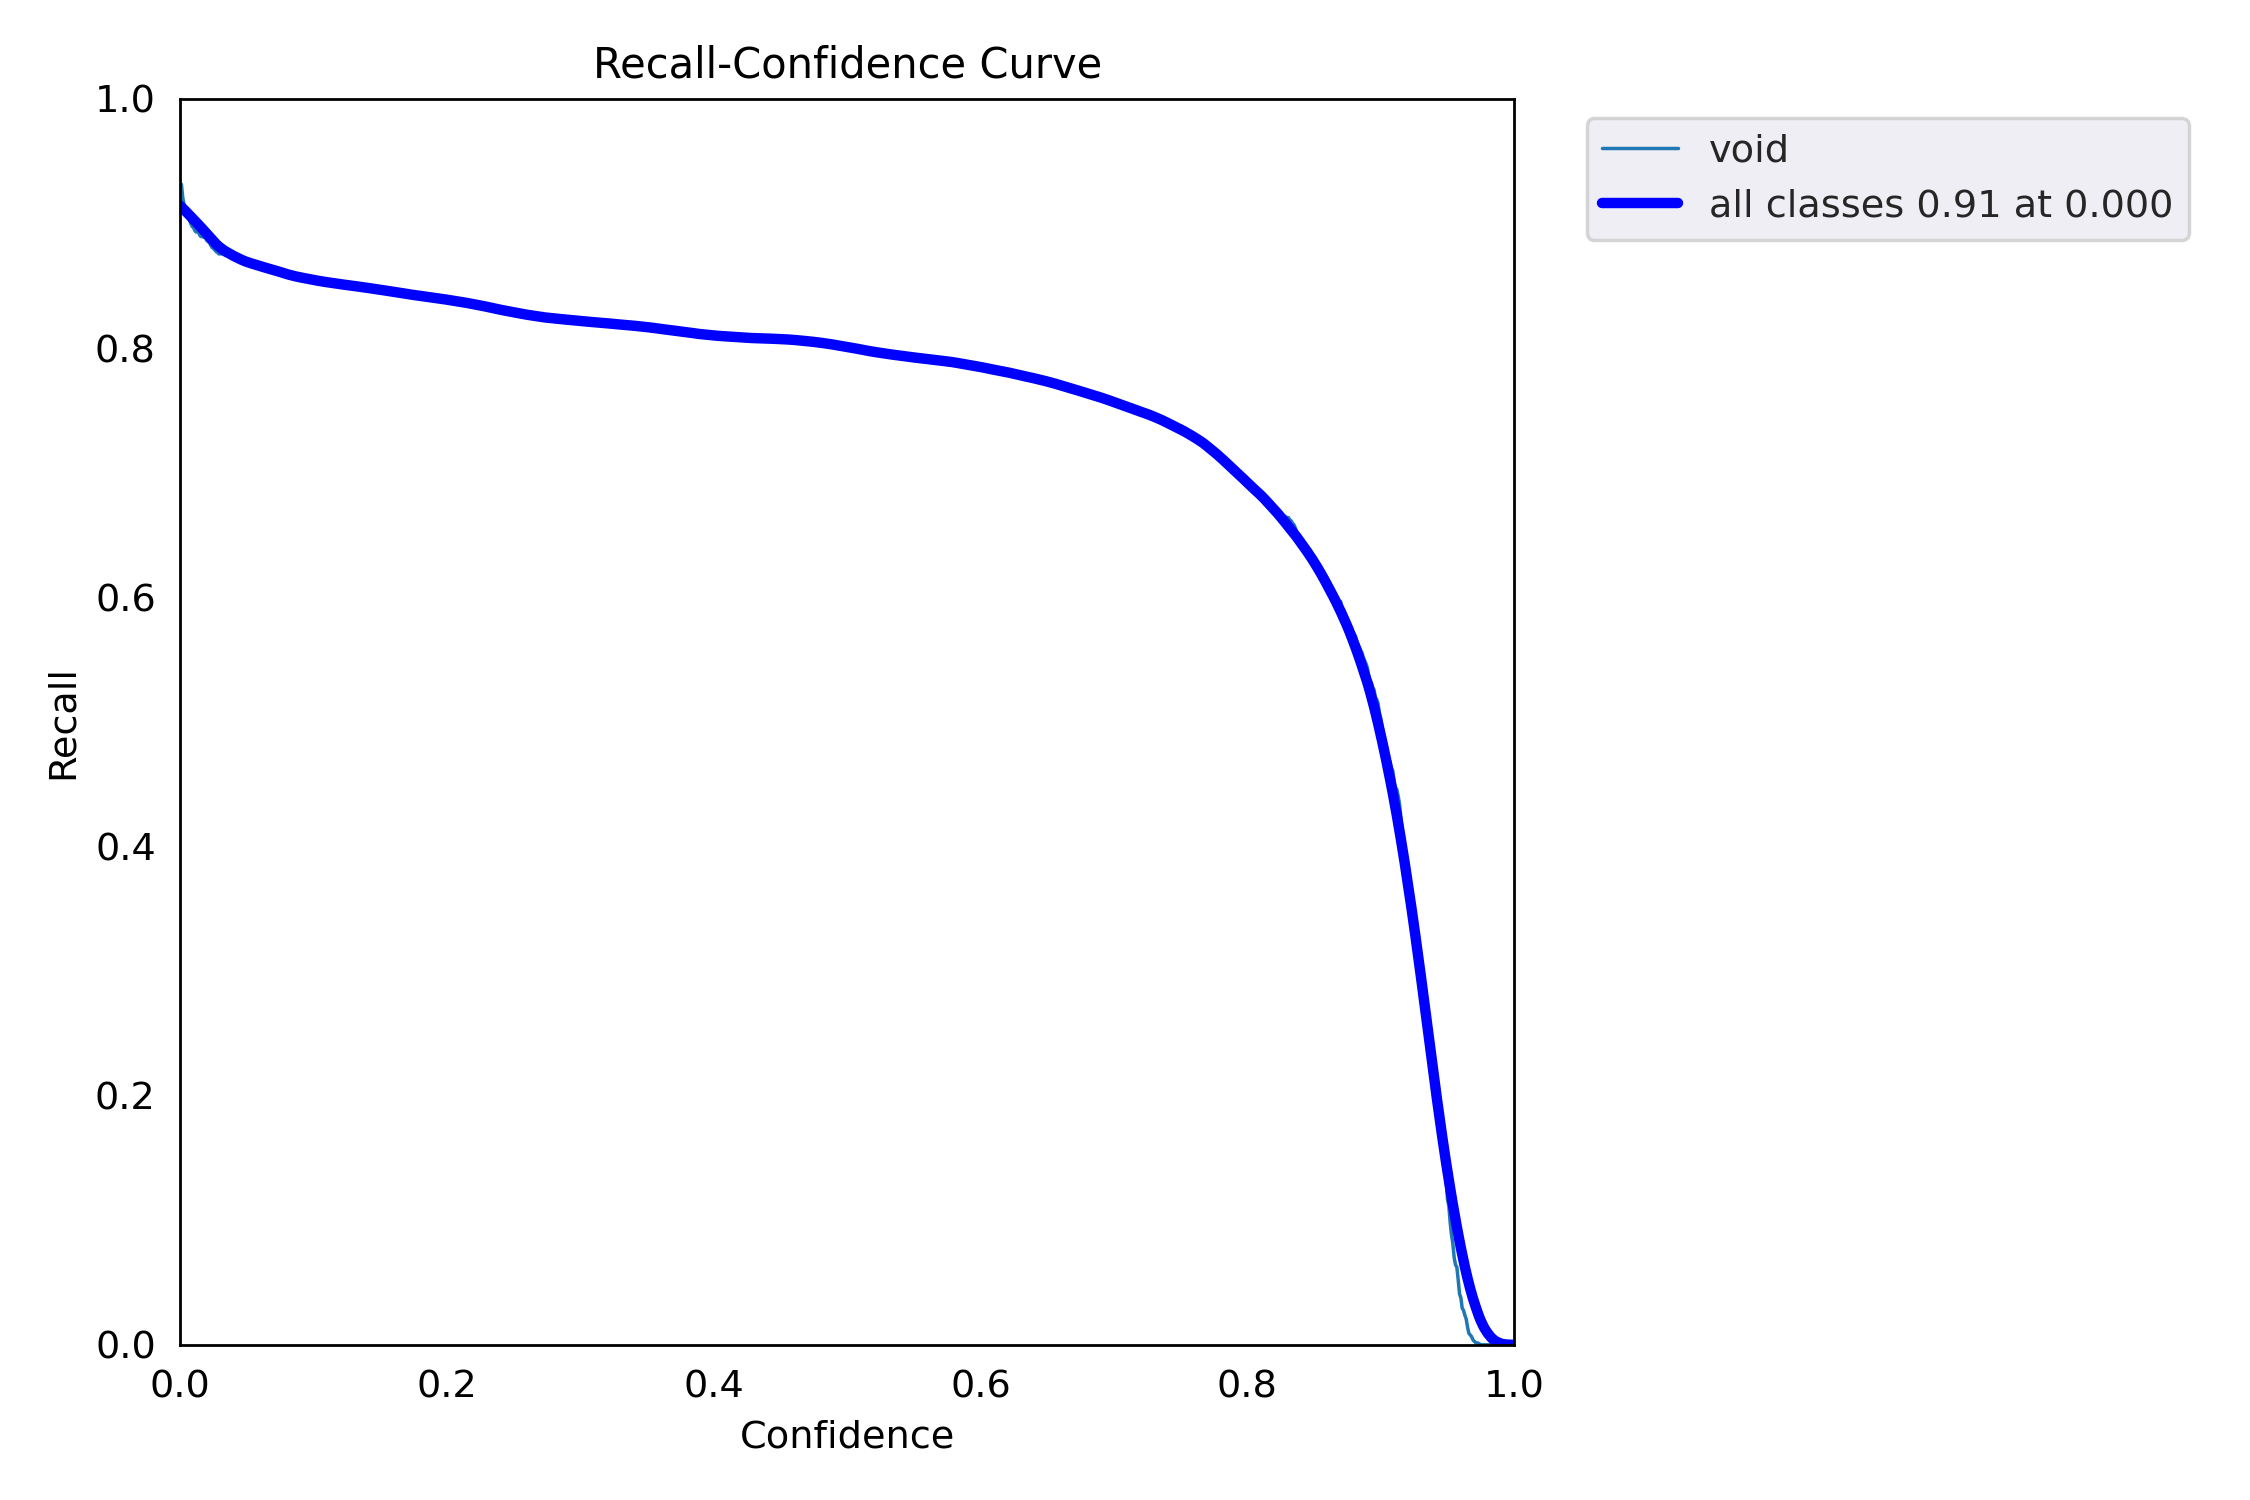 Recall-Confidence Curve
1.0
0.8
0.6
0.4
0.2
0.0
Recall
0.0 0.2 0.4 0.6 0.8 1.0
Confidence
void
all classes 0.91 at 0.000